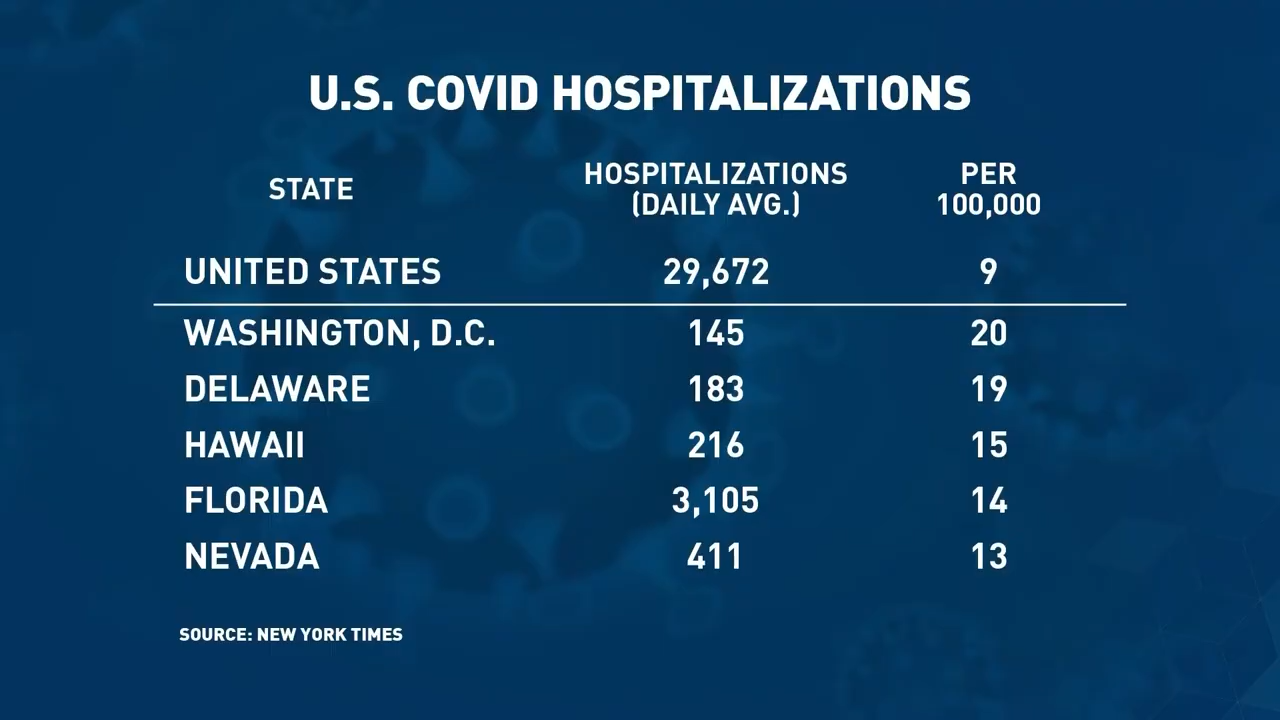 U.S. COVID HOSPITALIZATIONS
STATE HOSPITALIZATIONS (DAILY AVG.) PER 100,000
UNITED STATES 29,672 9
WASHINGTON, D.C. 145 20
DELAWARE 183 19
HAWAII 216 15
FLORIDA 3,105 14
NEVADA 411 13
SOURCE: NEW YORK TIMES